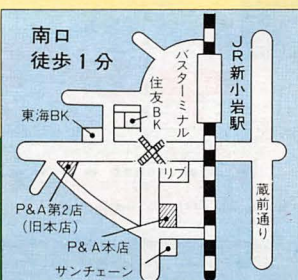 南口
徒歩1分
バスターミナル
JR新小岩駅
住友BK
東海BK
リブ
蔵前通り
P&A第2店
(旧本店)
P&A本店
サンチェーン